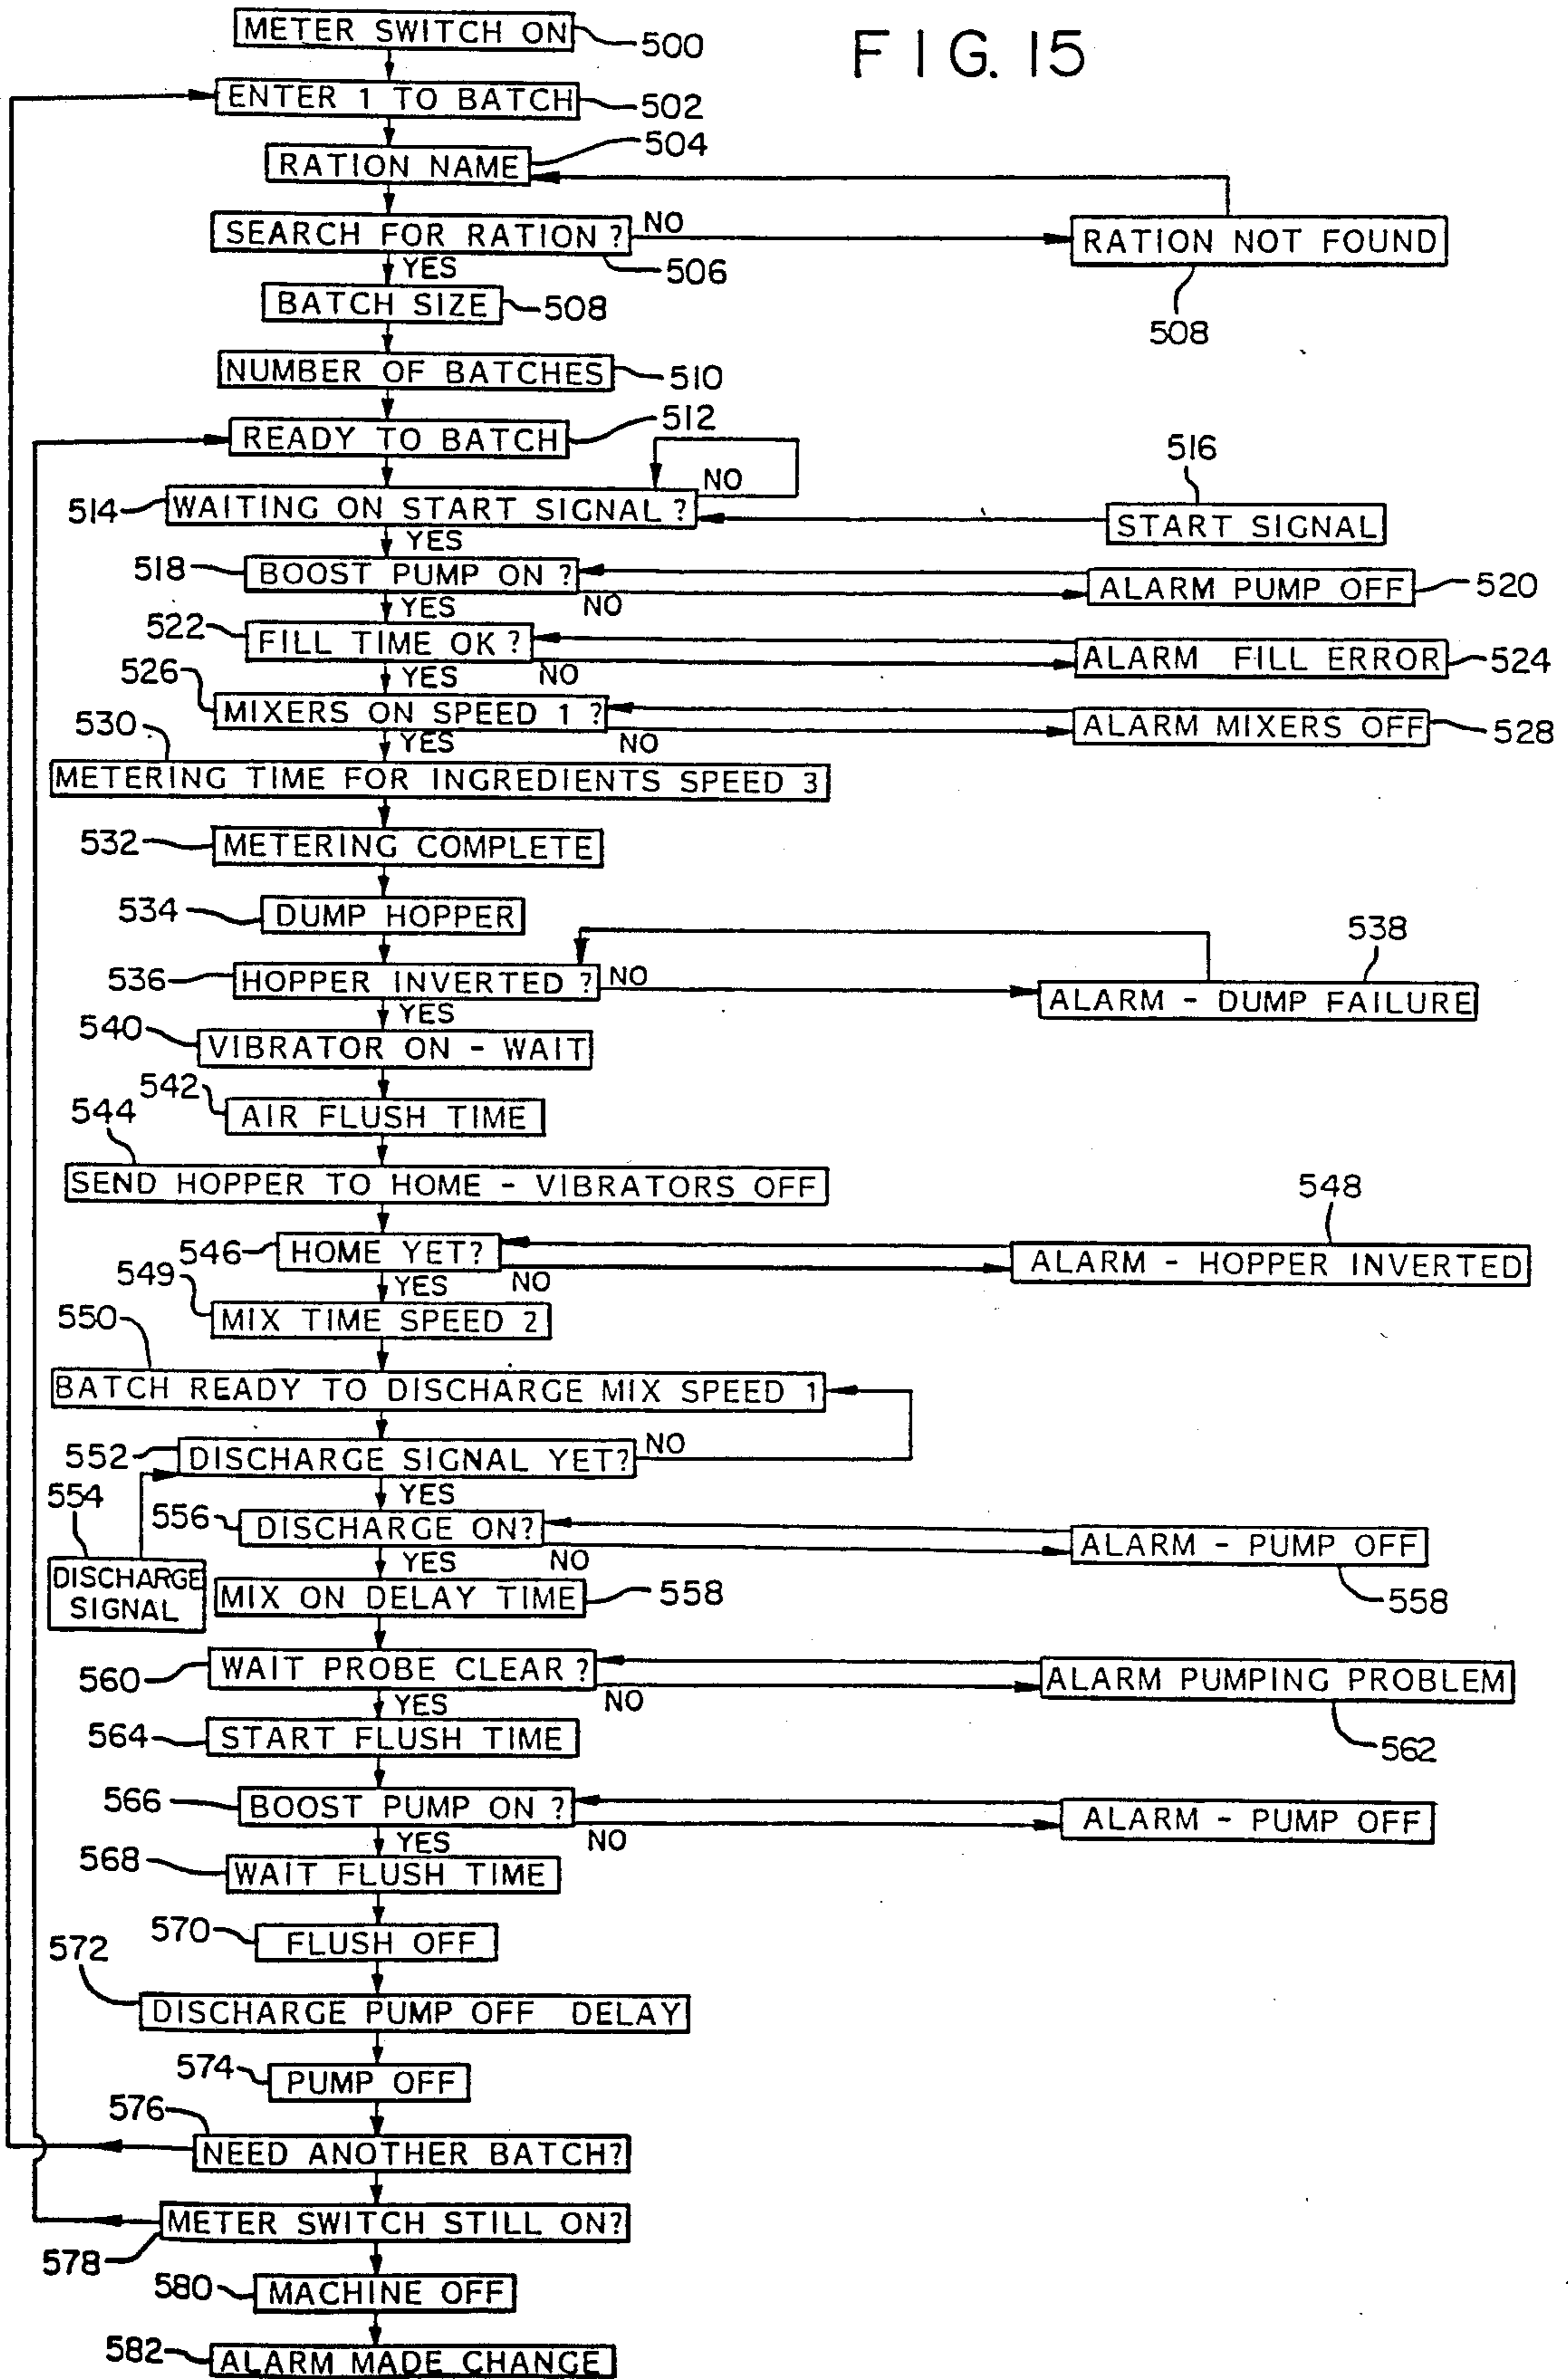 FIG. 15
METER SWITCH ON 500
ENTER 1 TO BATCH 502
504
RATION NAME
SEARCH FOR RATION ? NO
RATION NOT FOUND
YES 506
BATCH SIZE 508
508
NUMBER OF BATCHES 510
512
READY TO BATCH
516
NO
514 WAITING ON START SIGNAL ?
START SIGNAL
YES
518 BOOST PUMP ON ?
ALARM PUMP OFF 520
YES NO
522 FILL TIME OK ?
ALARM FILL ERROR 524
YES NO
526 MIXERS ON SPEED 1 ?
ALARM MIXERS OFF 528
530 YES NO
METERING TIME FOR INGREDIENTS SPEED 3
532 METERING COMPLETE
534 DUMP HOPPER
538
536 HOPPER INVERTED ? NO
ALARM - DUMP FAILURE
YES
540
VIBRATOR ON - WAIT
542
AIR FLUSH TIME
544
SEND HOPPER TO HOME - VIBRATORS OFF
548
546 HOME YET?
ALARM - HOPPER INVERTED
549 YES NO
MIX TIME SPEED 2
550
BATCH READY TO DISCHARGE MIX SPEED 1
552 DISCHARGE SIGNAL YET? NO
YES
554
556 DISCHARGE ON?
ALARM - PUMP OFF
YES NO
DISCHARGE
SIGNAL
MIX ON DELAY TIME 558
558
560 WAIT PROBE CLEAR ?
ALARM PUMPING PROBLEM
YES NO
564 START FLUSH TIME
562
566 BOOST PUMP ON ?
ALARM - PUMP OFF
YES NO
568 WAIT FLUSH TIME
570 FLUSH OFF
572
DISCHARGE PUMP OFF DELAY
574 PUMP OFF
576
NEED ANOTHER BATCH?
METER SWITCH STILL ON?
578
580 MACHINE OFF
582 ALARM MADE CHANGE